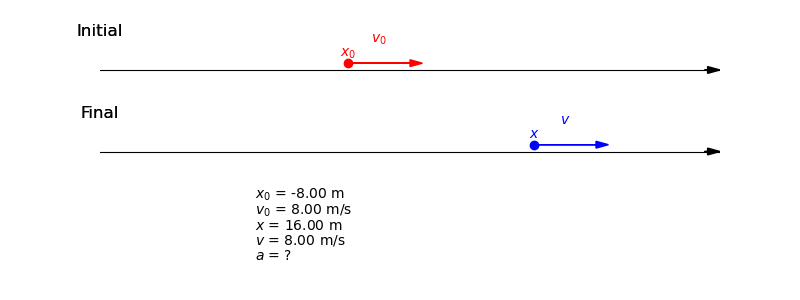 Initial
v₀
x₀
Final
v
x
x₀ = -8.00 m
v₀ = 8.00 m/s
x = 16.00 m
v = 8.00 m/s
a = ?